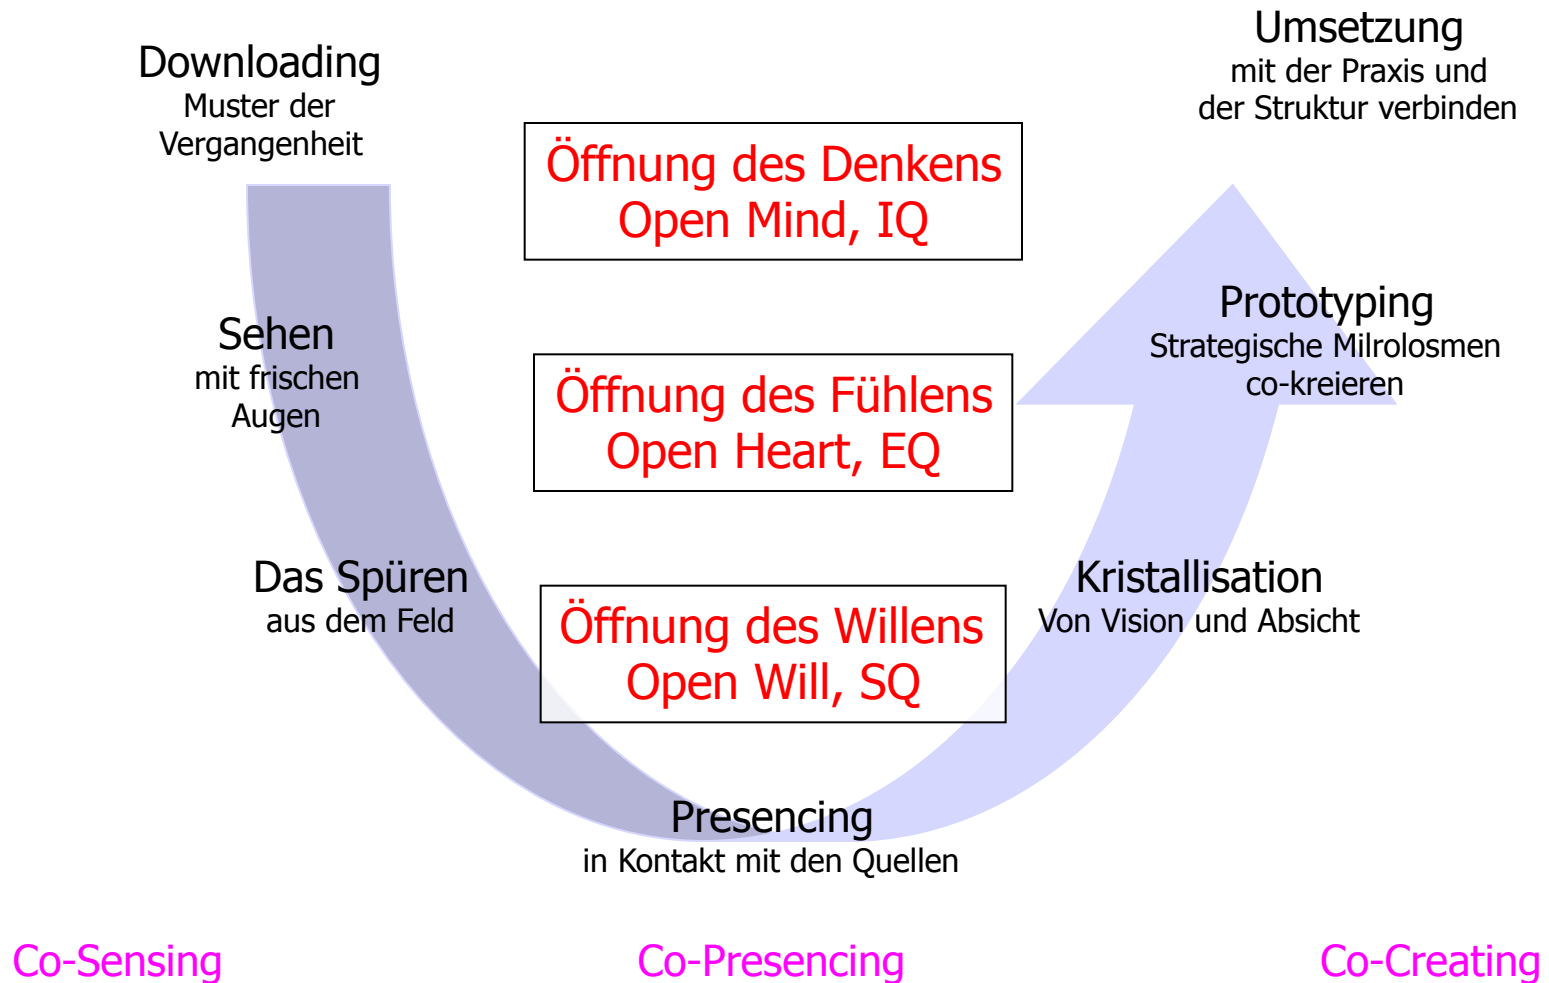 Downloading
Muster der
Vergangenheit
Umsetzung
mit der Praxis und
der Struktur verbinden
Öffnung des Denkens
Open Mind, IQ
Sehen
mit frischen
Augen
Prototyping
Strategische Milrolosmen
co-kreieren
Öffnung des Fühlens
Open Heart, EQ
Das Spüren
aus dem Feld
Kristallisation
Von Vision und Absicht
Öffnung des Willens
Open Will, SQ
Presencing
in Kontakt mit den Quellen
Co-Sensing
Co-Presencing
Co-Creating